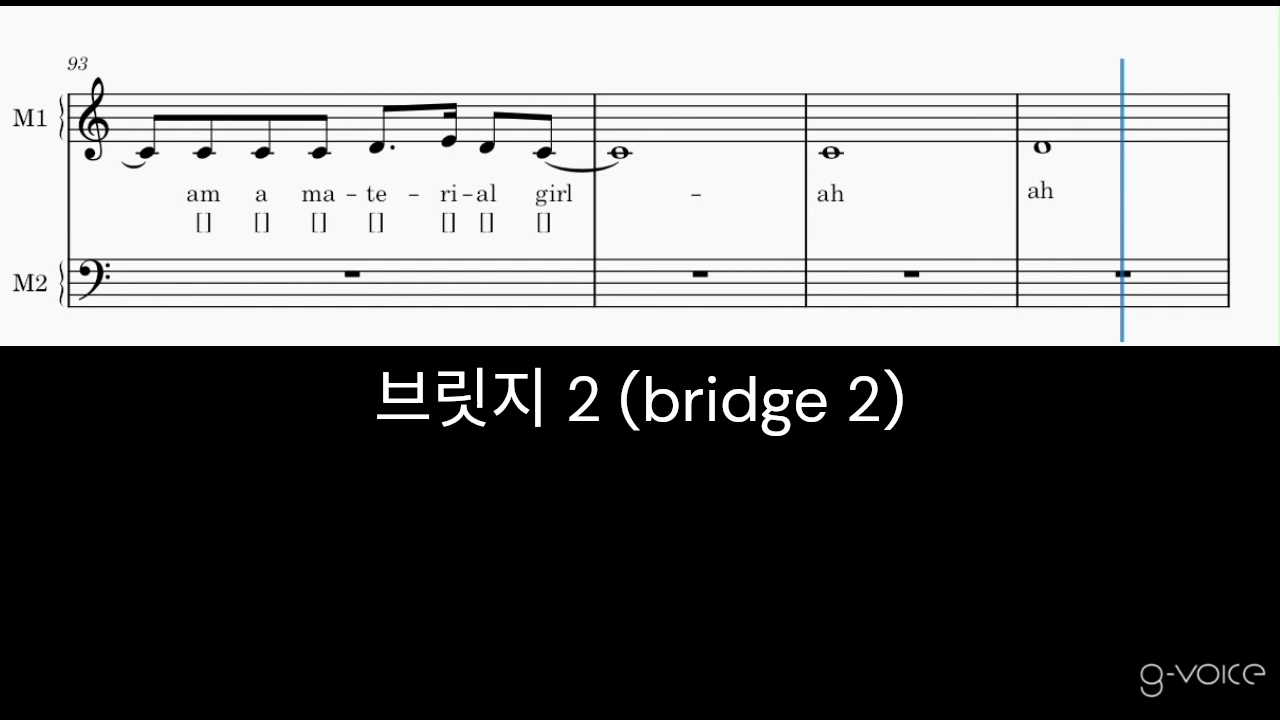 93
M1
am a ma - te - ri - al girl - ah ah
[] [] [] [] [] [] []
M2
브릿지 2 (bridge 2)
g-voice